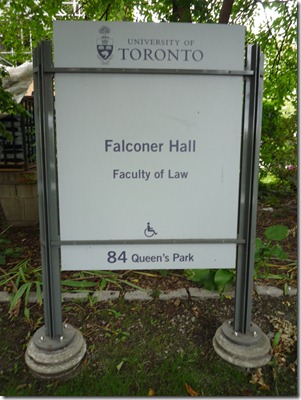 UNIVERSITY OF
TORONTO
Falconer Hall
Faculty of Law
84 Queen's Park